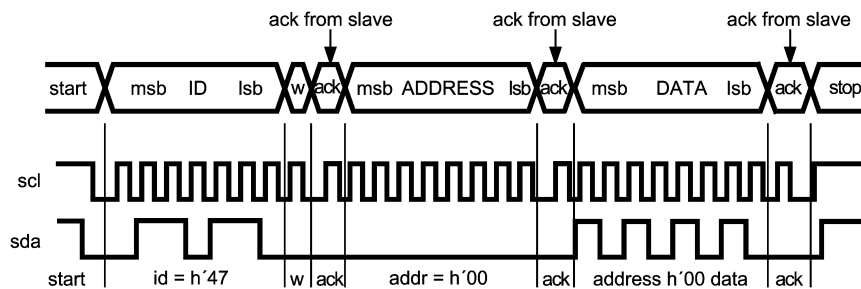 ack from slave ack from slave ack from slave
start msb ID lsb w ack msb ADDRESS lsb ack msb DATA lsb ack stop
scl
sda
start id = h´47 w ack addr = h´00 ack address h´00 data ack